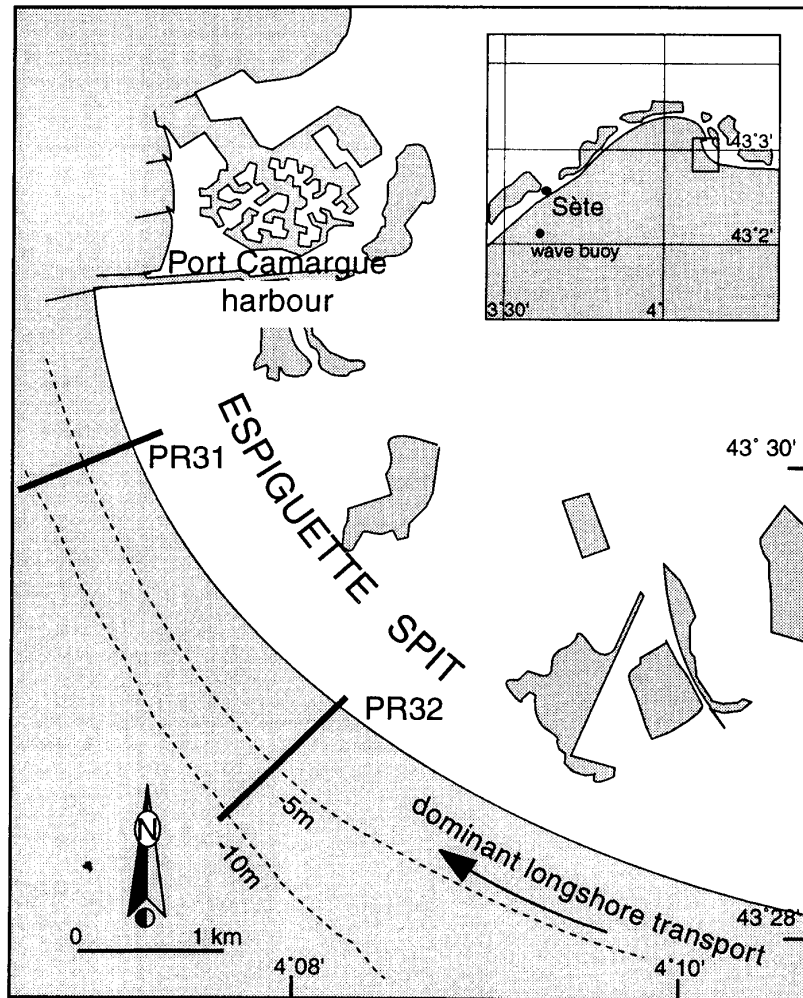 43°3'
Sète
wave buoy
43°2'
3°30'
4°
Port Camargue
harbour
ESPIGUETTE SPIT
PR31
43° 30'
PR32
-5m
-10m
dominant longshore transport
N
0 1 km
43°28'
4°08'
4°10'